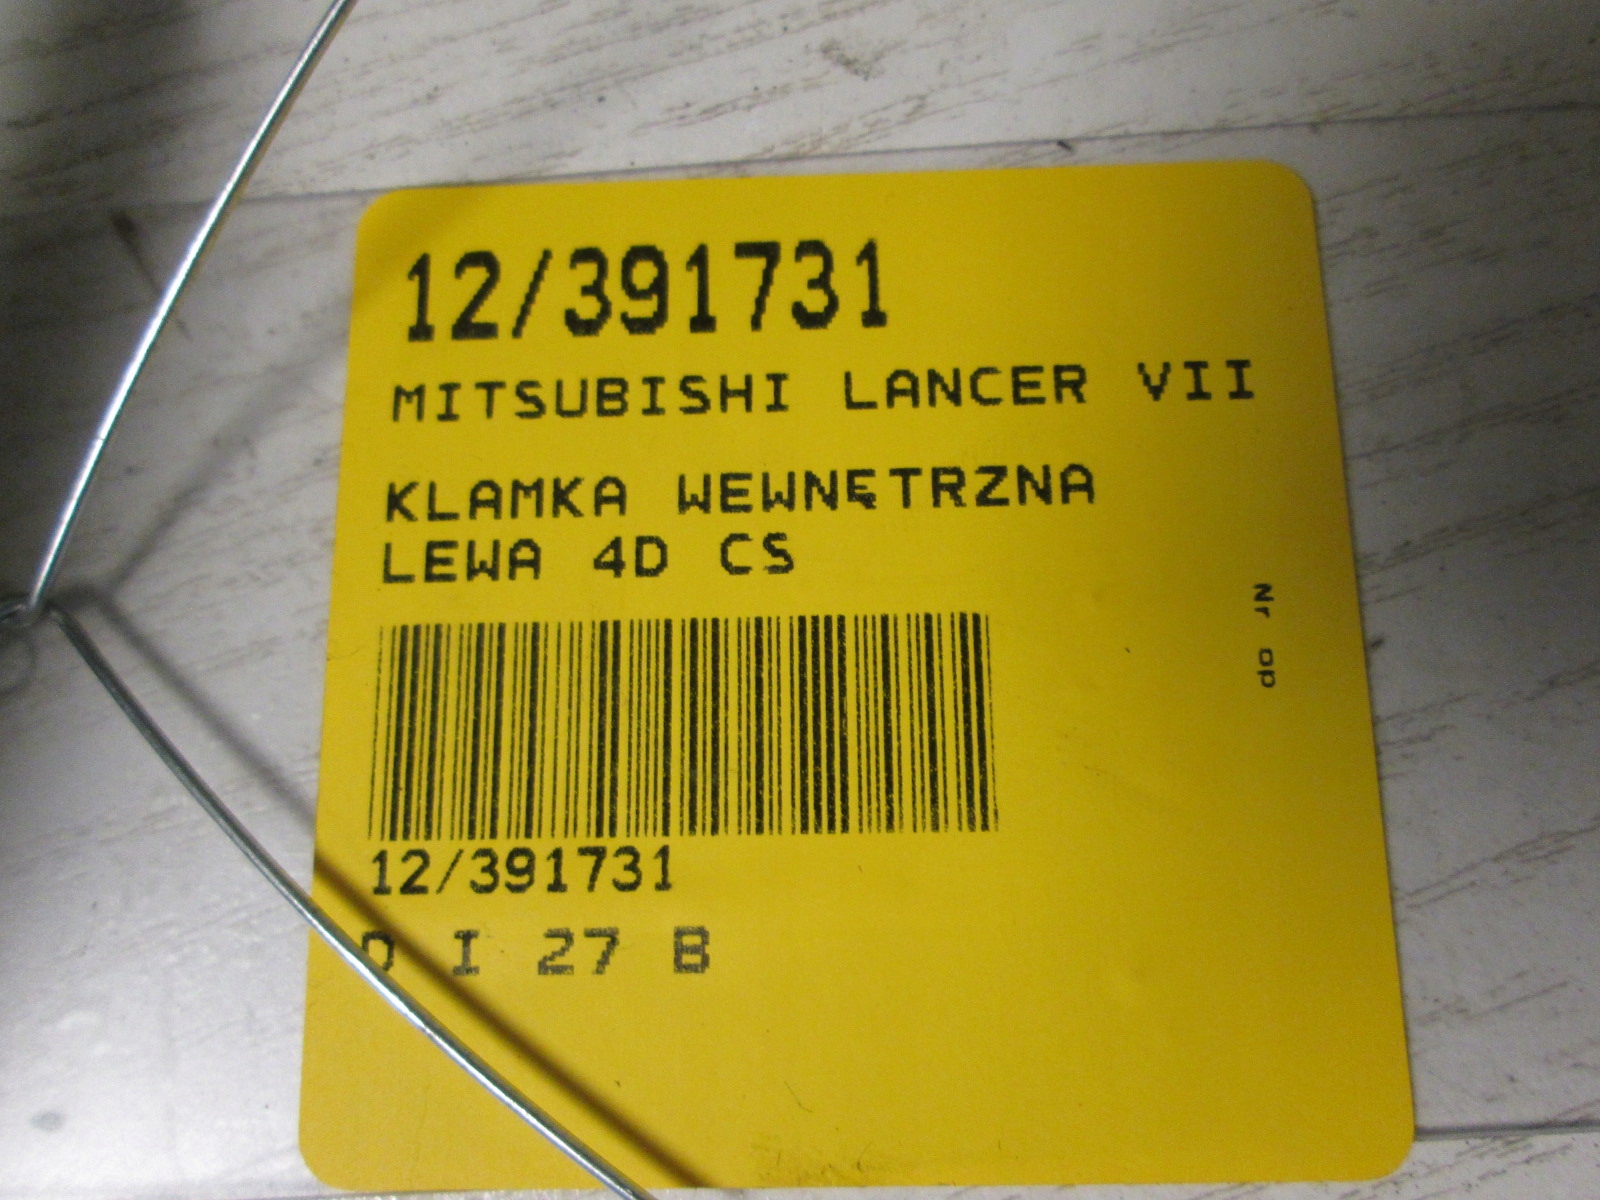 12/391731
MITSUBISHI LANCER VII
KLAMKA WEWNĘTRZNA
LEWA 4D CS
Nr op
12/391731
D I 27 B